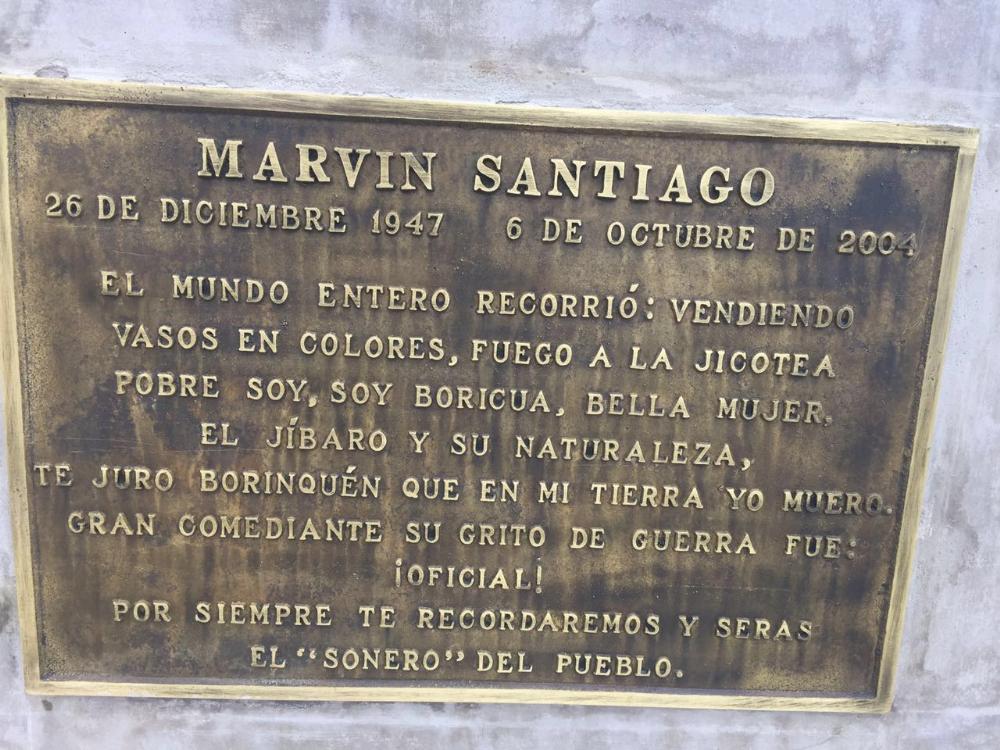 MARVIN SANTIAGO
26 DE DICIEMBRE 1947 6 DE OCTUBRE DE 2004
EL MUNDO ENTERO RECORRIÓ: VENDIENDO
VASOS EN COLORES, FUEGO A LA JICOTEA
POBRE SOY, SOY BORICUA, BELLA MUJER,
EL JÍBARO Y SU NATURALEZA,
TE JURO BORINQUÉN QUE EN MI TIERRA YO MUERO.
GRAN COMEDIANTE SU GRITO DE GUERRA FUE:
¡OFICIAL!
POR SIEMPRE TE RECORDAREMOS Y SERAS
EL “SONERO” DEL PUEBLO.